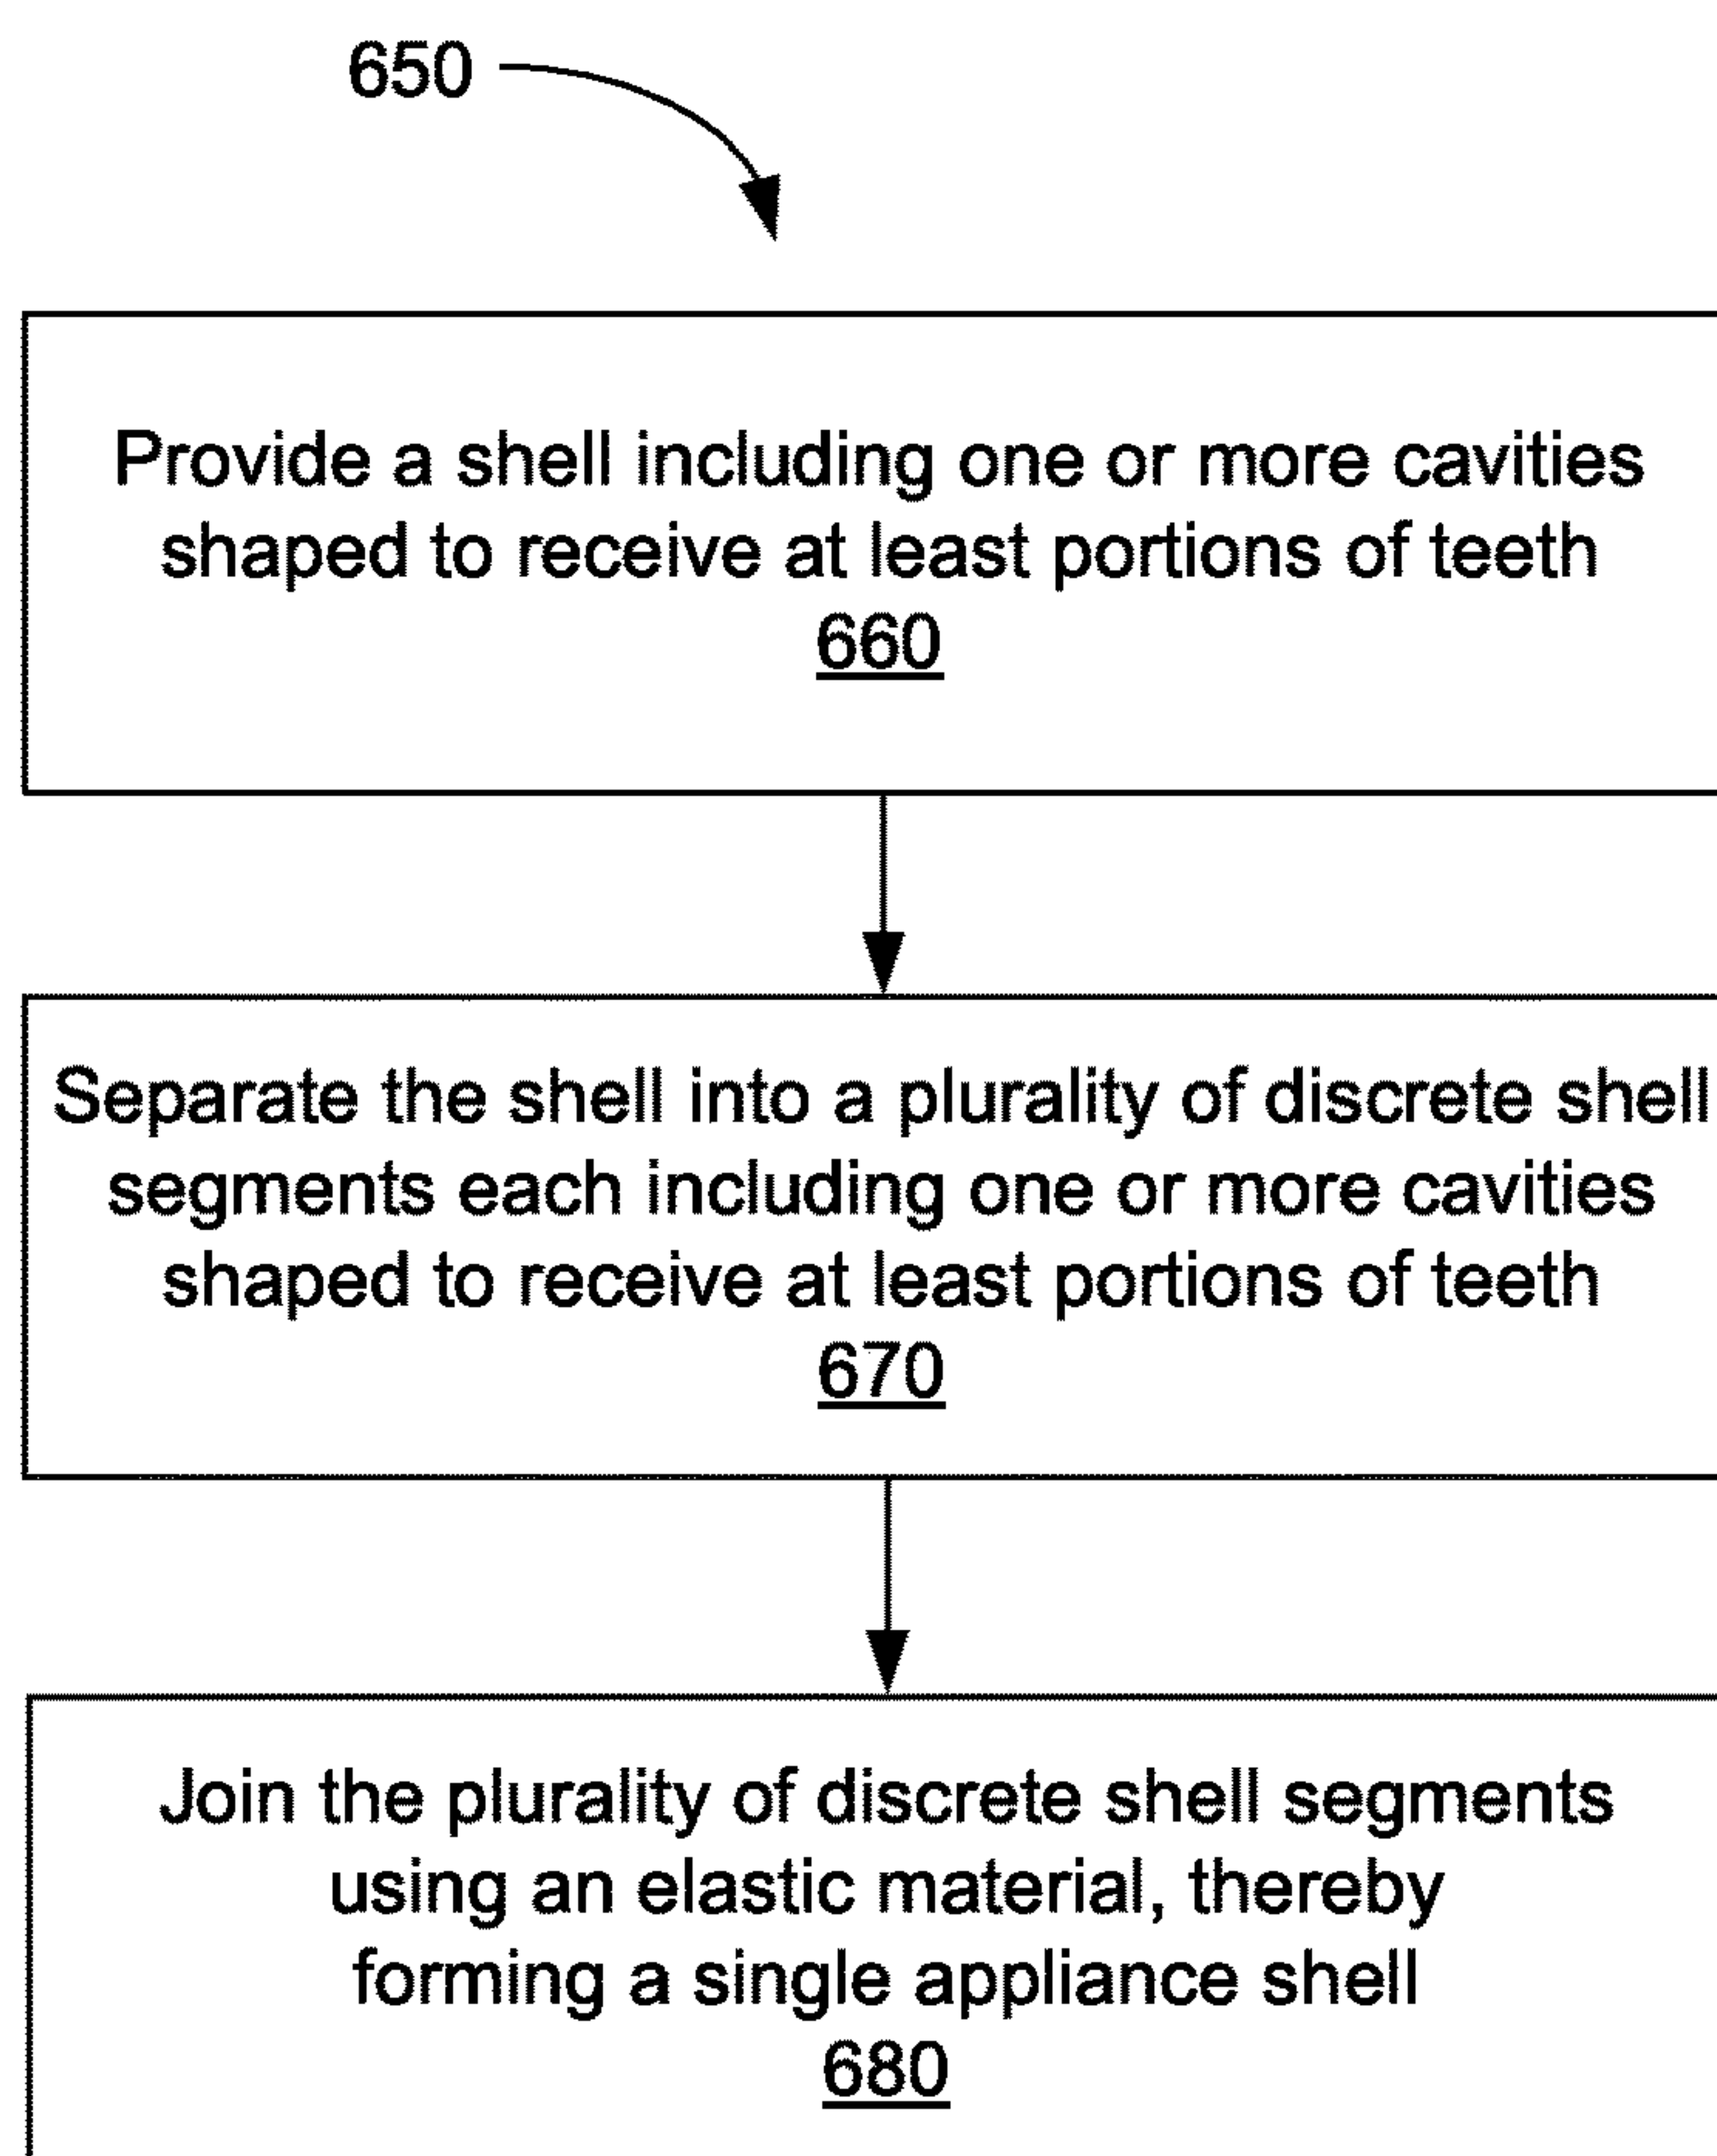 650
Provide a shell including one or more cavities
shaped to receive at least portions of teeth
660
Separate the shell into a plurality of discrete shell
segments each including one or more cavities
shaped to receive at least portions of teeth
670
Join the plurality of discrete shell segments
using an elastic material, thereby
forming a single appliance shell
680